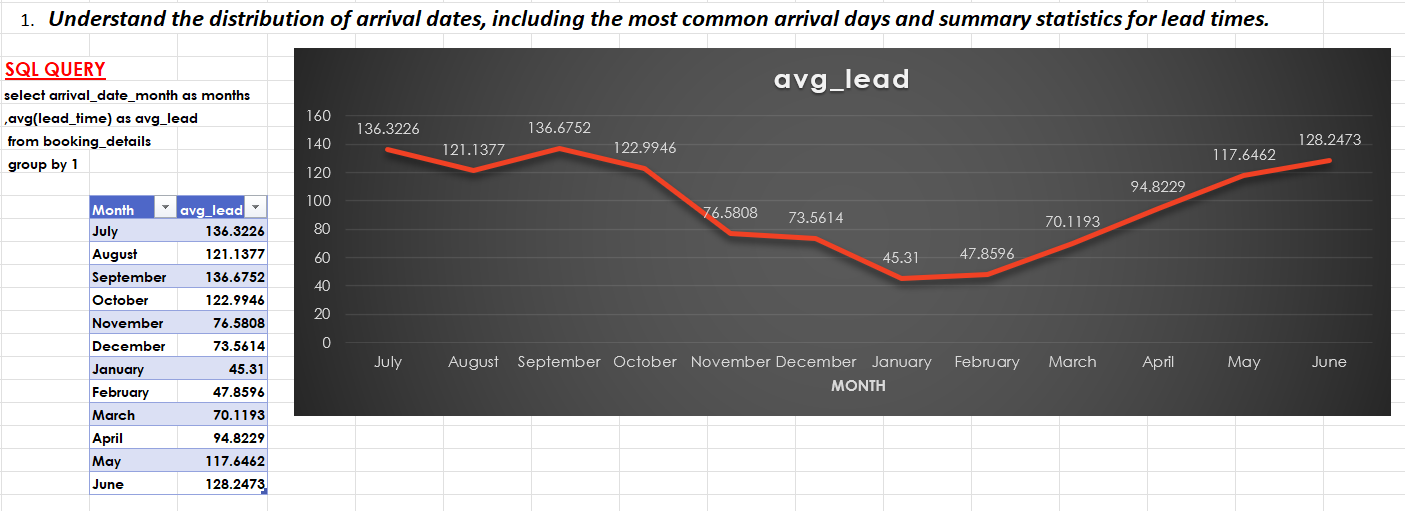 1. Understand the distribution of arrival dates, including the most common arrival days and summary statistics for lead times.
SQL QUERY
select arrival_date_month as months
,avg(lead_time) as avg_lead
from booking_details
group by 1
Month avg_lead
July 136.3226
August 121.1377
September 136.6752
October 122.9946
November 76.5808
December 73.5614
January 45.31
February 47.8596
March 70.1193
April 94.8229
May 117.6462
June 128.2473
avg_lead
160
140
120
100
80
60
40
20
0
136.3226
121.1377
136.6752
122.9946
76.5808
73.5614
45.31
47.8596
70.1193
94.8229
117.6462
128.2473
July August September October November December January February March April May June
MONTH